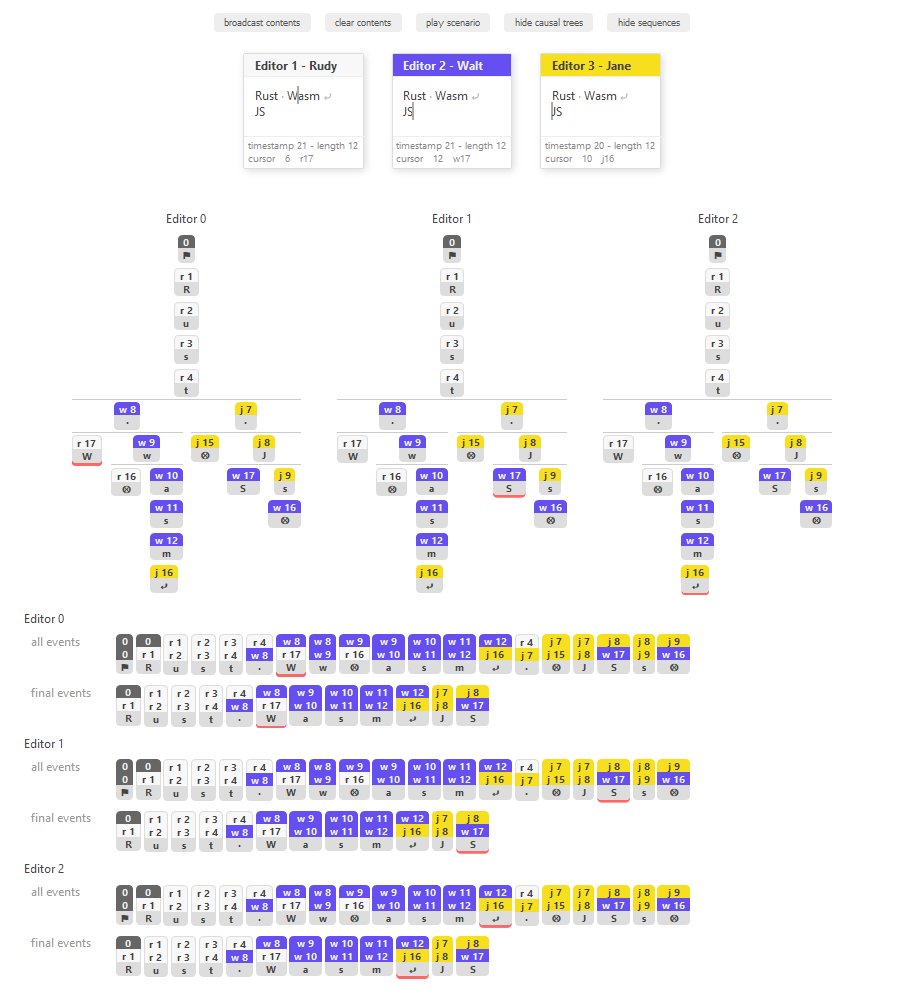 broadcast contents clear contents play scenario hide causal trees hide sequences
Editor 1 - Rudy Editor 2 - Walt Editor 3 - Jane
Rust · Wasm ⤶ Rust · Wasm ⤶ Rust · Wasm ⤶
JS JS JS
timestamp 21 - length 12 timestamp 21 - length 12 timestamp 20 - length 12
cursor 6 r17 cursor 12 w17 cursor 10 j16
Editor 0 Editor 1 Editor 2
0 0 0
⚑ ⚑ ⚑
r 1 r 1 r 1
R R R
r 2 r 2 r 2
u u u
r 3 r 3 r 3
s s s
r 4 r 4 r 4
t t t
w 8 j 7 w 8 j 7 w 8 j 7
· · · · · ·
r 17 w 9 j 15 j 8 r 17 w 9 j 15 j 8 r 17 w 9 j 15 j 8
W w ⊗ J W w ⊗ J W w ⊗ J
r 16 w 10 w 17 j 9 r 16 w 10 w 17 j 9 r 16 w 10 w 17 j 9
⊗ a S s ⊗ a S s ⊗ a S s
w 11 w 16 w 11 w 16 w 11 w 16
s ⊗ s ⊗ s ⊗
w 12 w 12 w 12
m m m
j 16 j 16 j 16
⤶ ⤶ ⤶
Editor 0
all events 0 0 r 1 r 2 r 3 r 4 w 8 w 8 w 9 w 9 w 10 w 11 w 12 r 4 j 7 j 7 j 8 j 8 j 9
0 r 1 r 2 r 3 r 4 w 8 r 17 w 9 r 16 w 10 w 11 w 12 j 16 j 7 j 15 j 8 w 17 j 9 w 16
⚑ R u s t · W w ⊗ a s m ⤶ · ⊗ J S s ⊗
final events 0 r 1 r 2 r 3 r 4 w 8 w 9 w 10 w 11 w 12 j 7 j 8
r 1 r 2 r 3 r 4 w 8 r 17 w 10 w 11 w 12 j 16 j 8 w 17
R u s t · W a s m ⤶ J S
Editor 1
all events 0 0 r 1 r 2 r 3 r 4 w 8 w 8 w 9 w 9 w 10 w 11 w 12 r 4 j 7 j 7 j 8 j 8 j 9
0 r 1 r 2 r 3 r 4 w 8 r 17 w 9 r 16 w 10 w 11 w 12 j 16 j 7 j 15 j 8 w 17 j 9 w 16
⚑ R u s t · W w ⊗ a s m ⤶ · ⊗ J S s ⊗
final events 0 r 1 r 2 r 3 r 4 w 8 w 9 w 10 w 11 w 12 j 7 j 8
r 1 r 2 r 3 r 4 w 8 r 17 w 10 w 11 w 12 j 16 j 8 w 17
R u s t · W a s m ⤶ J S
Editor 2
all events 0 0 r 1 r 2 r 3 r 4 w 8 w 8 w 9 w 9 w 10 w 11 w 12 r 4 j 7 j 7 j 8 j 8 j 9
0 r 1 r 2 r 3 r 4 w 8 r 17 w 9 r 16 w 10 w 11 w 12 j 16 j 7 j 15 j 8 w 17 j 9 w 16
⚑ R u s t · W w ⊗ a s m ⤶ · ⊗ J S s ⊗
final events 0 r 1 r 2 r 3 r 4 w 8 w 9 w 10 w 11 w 12 j 7 j 8
r 1 r 2 r 3 r 4 w 8 r 17 w 10 w 11 w 12 j 16 j 8 w 17
R u s t · W a s m ⤶ J S